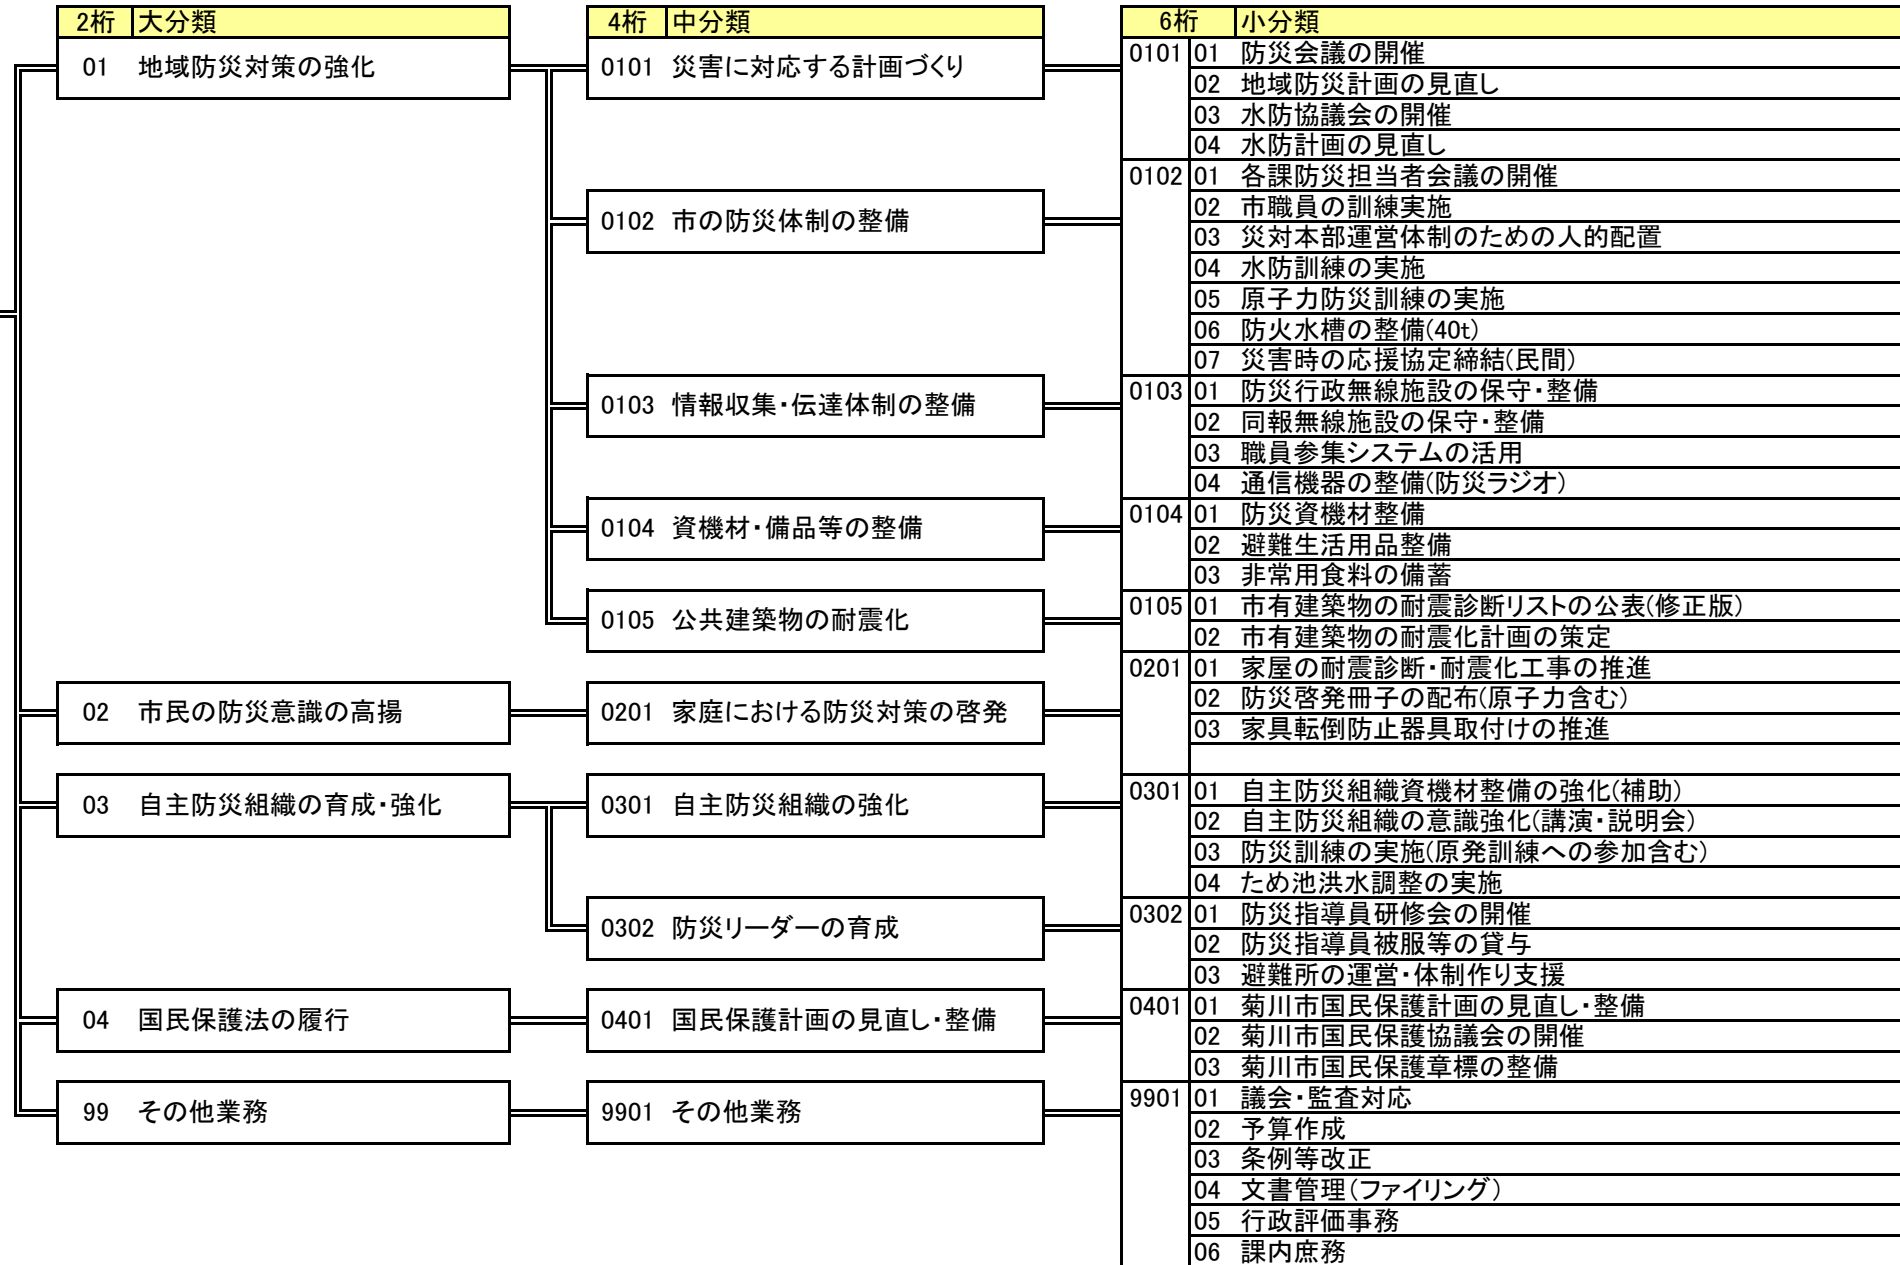 2桁 大分類 4桁 中分類 6桁 小分類
01 地域防災対策の強化 0101 災害に対応する計画づくり 0101 01 防災会議の開催
02 地域防災計画の見直し
03 水防協議会の開催
04 水防計画の見直し
0102 市の防災体制の整備 0102 01 各課防災担当者会議の開催
02 市職員の訓練実施
03 災対本部運営体制のための人的配置
04 水防訓練の実施
05 原子力防災訓練の実施
06 防火水槽の整備(40t)
07 災害時の応援協定締結(民間)
0103 情報収集・伝達体制の整備 0103 01 防災行政無線施設の保守・整備
02 同報無線施設の保守・整備
03 職員参集システムの活用
04 通信機器の整備(防災ラジオ)
0104 資機材・備品等の整備 0104 01 防災資機材整備
02 避難生活用品整備
03 非常用食料の備蓄
0105 公共建築物の耐震化 0105 01 市有建築物の耐震診断リストの公表(修正版)
02 市有建築物の耐震化計画の策定
02 市民の防災意識の高揚 0201 家庭における防災対策の啓発 0201 01 家屋の耐震診断・耐震化工事の推進
02 防災啓発冊子の配布(原子力含む)
03 家具転倒防止器具取付けの推進
03 自主防災組織の育成・強化 0301 自主防災組織の強化 0301 01 自主防災組織資機材整備の強化(補助)
02 自主防災組織の意識強化(講演・説明会)
03 防災訓練の実施(原発訓練への参加含む)
04 ため池洪水調整の実施
0302 防災リーダーの育成 0302 01 防災指導員研修会の開催
02 防災指導員被服等の貸与
03 避難所の運営・体制作り支援
04 国民保護法の履行 0401 国民保護計画の見直し・整備 0401 01 菊川市国民保護計画の見直し・整備
02 菊川市国民保護協議会の開催
03 菊川市国民保護章標の整備
99 その他業務 9901 その他業務 9901 01 議会・監査対応
02 予算作成
03 条例等改正
04 文書管理(ファイリング)
05 行政評価事務
06 課内庶務